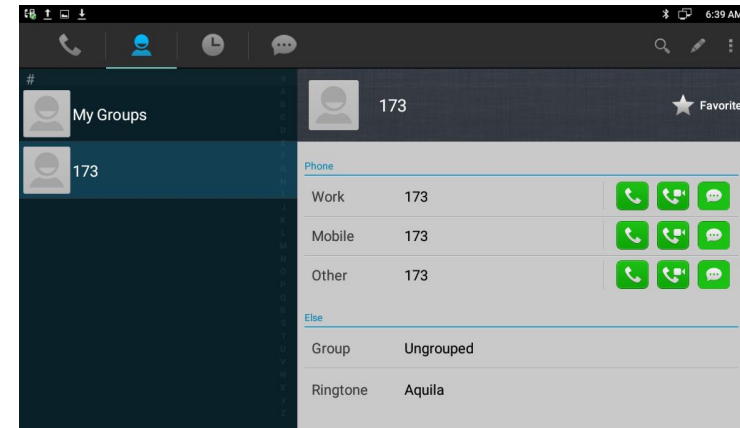 6:39 AM
#
My Groups
173
173
Favorite
Phone
Work 173
Mobile 173
Other 173
Else
Group Ungrouped
Ringtone Aquila